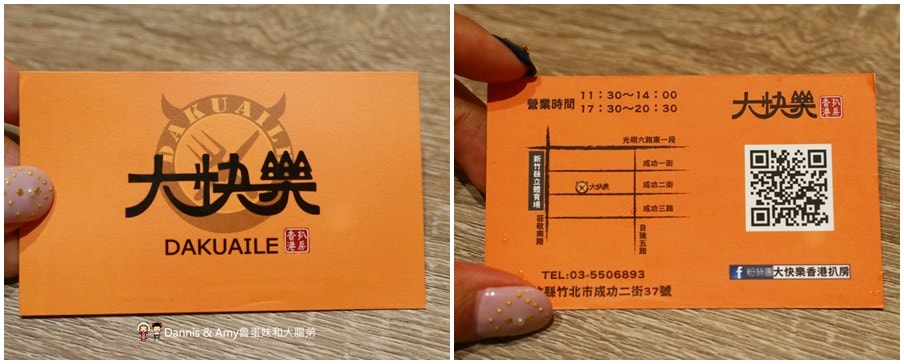 DAKUAILE
大快樂
DAKUAILE 香港扒房
Dannis & Amy魯蛋妹和大腸弟
營業時間 11：30～14：00
17：30～20：30
大快樂 香港扒房
光明六路東一段
成功一街
新竹縣立體育場
大快樂
成功二街
成功三路
莊敬南路
自強五路
TEL:03-5506893
縣竹北市成功二街37號
f 粉絲團 大快樂香港扒房